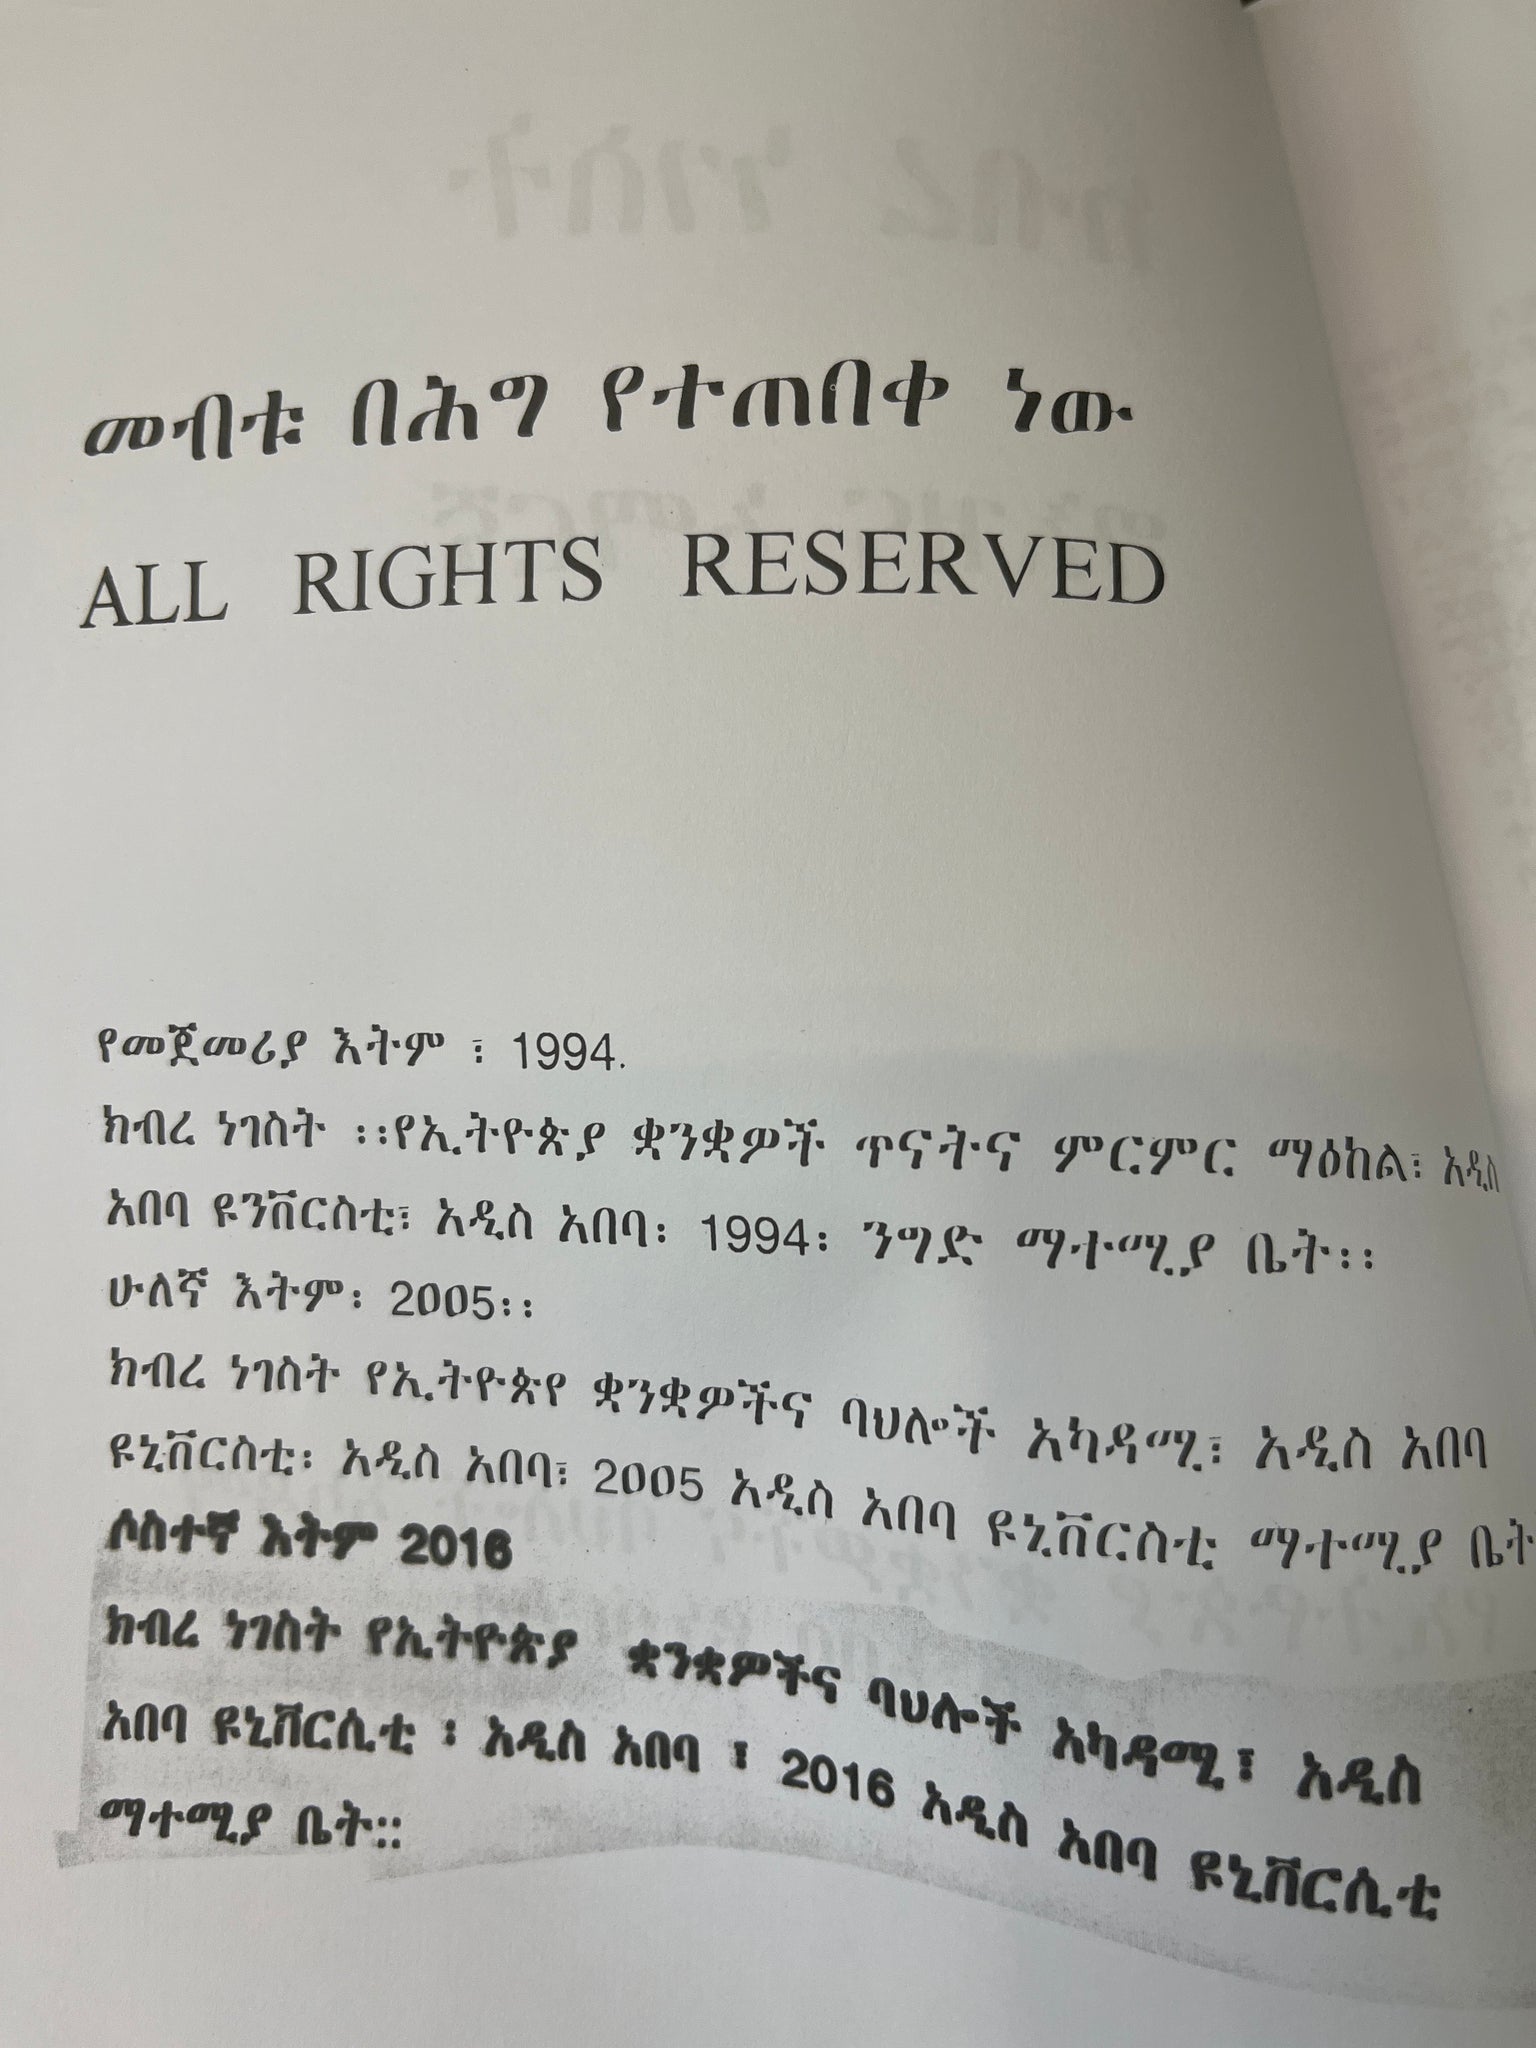 መብቱ በሕግ የተጠበቀ ነው
ALL RIGHTS RESERVED
የመጀመሪያ እትም ፤ 1994.
ክብረ ነገስት ፡፡የኢትዮጵያ ቋንቋዎች ጥናትና ምርምር ማዕከል፤ አዲስ
አበባ ዩንቨርስቲ፤ አዲስ አበባ፡ 1994፡ ንግድ ማተሚያ ቤት፡፡
ሁለኛ እትም፡ 2005፡፡
ክብረ ነገስት የኢትዮጵየ ቋንቋዎችና ባህሎች አካዳሚ፤ አዲስ አበባ
ዩኒቨርስቲ፡ አዲስ አበባ፤ 2005 አዲስ አበባ ዩኒቨርስቲ ማተሚያ ቤት
ሶስተኛ እትም 2016
ክብረ ነገስት የኢትዮጵያ ቋንቋዎችና ባህሎች አካዳሚ፤ አዲስ
አበባ ዩኒቨርሲቲ ፡ አዲስ አበባ ፤ 2016 አዲስ አበባ ዩኒቨርሲቲ
ማተሚያ ቤት፡፡